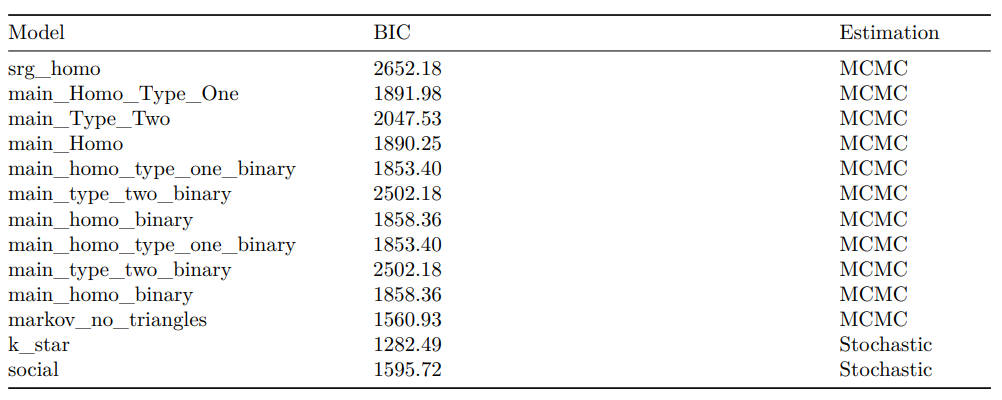 Model BIC Estimation
srg_homo 2652.18 MCMC
main_Homo_Type_One 1891.98 MCMC
main_Type_Two 2047.53 MCMC
main_Homo 1890.25 MCMC
main_homo_type_one_binary 1853.40 MCMC
main_type_two_binary 2502.18 MCMC
main_homo_binary 1858.36 MCMC
main_homo_type_one_binary 1853.40 MCMC
main_type_two_binary 2502.18 MCMC
main_homo_binary 1858.36 MCMC
markov_no_triangles 1560.93 MCMC
k_star 1282.49 Stochastic
social 1595.72 Stochastic